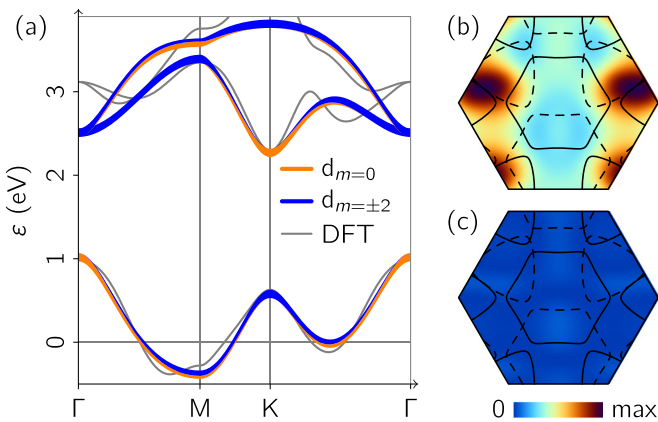 (a)
3
2
1
0
ε (eV)
d_{m=0}
d_{m=±2}
DFT
Γ
M
K
Γ
(b)
(c)
0
max